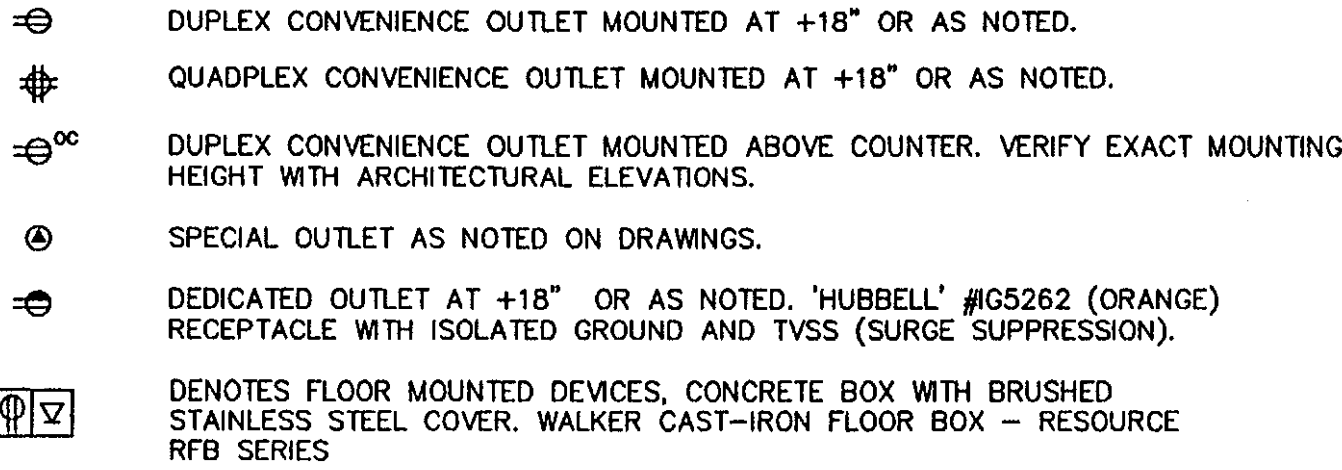 DUPLEX CONVENIENCE OUTLET MOUNTED AT +18" OR AS NOTED.
QUADPLEX CONVENIENCE OUTLET MOUNTED AT +18" OR AS NOTED.
OC DUPLEX CONVENIENCE OUTLET MOUNTED ABOVE COUNTER. VERIFY EXACT MOUNTING
HEIGHT WITH ARCHITECTURAL ELEVATIONS.
SPECIAL OUTLET AS NOTED ON DRAWINGS.
DEDICATED OUTLET AT +18" OR AS NOTED. 'HUBBELL' #IG5262 (ORANGE)
RECEPTACLE WITH ISOLATED GROUND AND TVSS (SURGE SUPPRESSION).
DENOTES FLOOR MOUNTED DEVICES, CONCRETE BOX WITH BRUSHED
STAINLESS STEEL COVER. WALKER CAST-IRON FLOOR BOX – RESOURCE
RFB SERIES